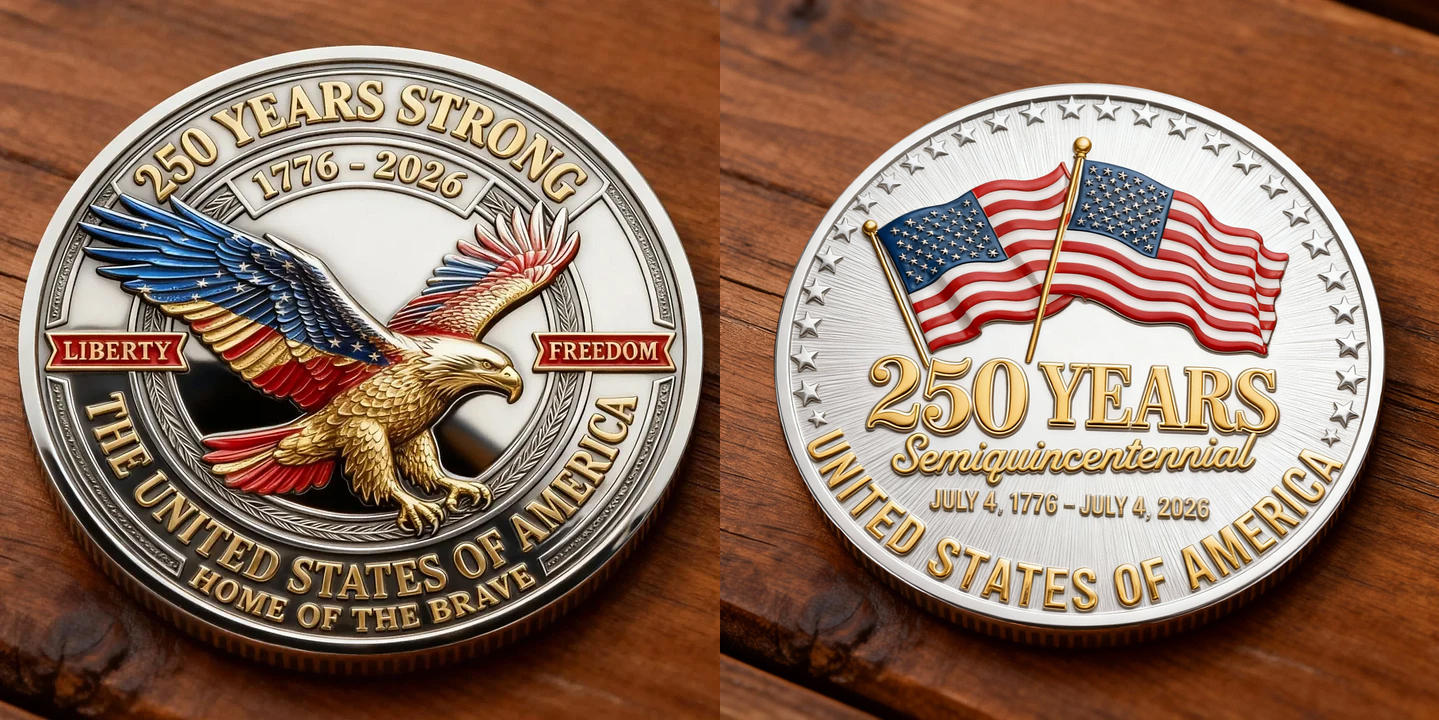 250 YEARS STRONG
1776 - 2026
LIBERTY
FREEDOM
THE UNITED STATES OF AMERICA
HOME OF THE BRAVE
250 YEARS
Semiquincentennial
JULY 4, 1776 - JULY 4, 2026
UNITED STATES OF AMERICA